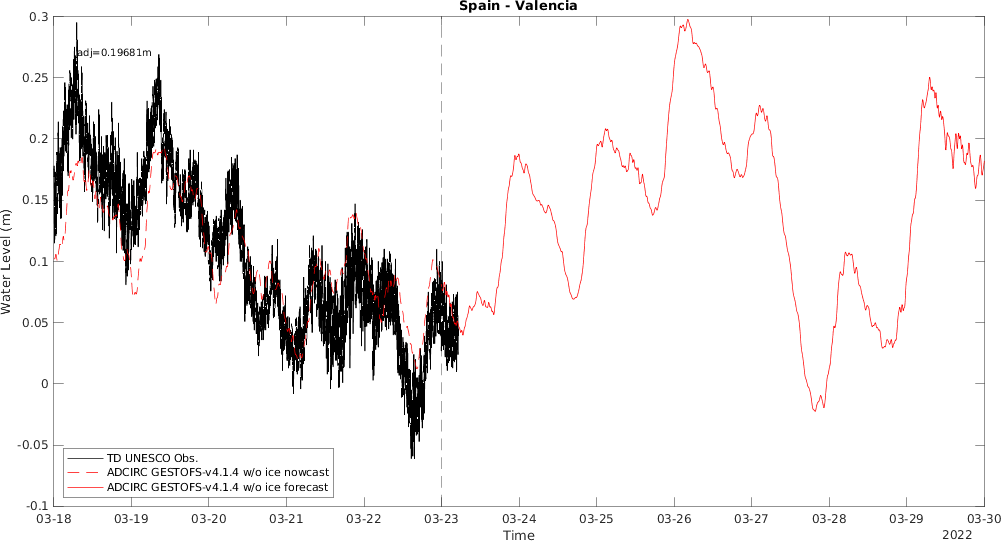 Spain - Valencia
adj=0.19681m
Water Level (m)
0.3
0.25
0.2
0.15
0.1
0.05
0
-0.05
-0.1
TD UNESCO Obs.
ADCIRC GESTOFS-v4.1.4 w/o ice nowcast
ADCIRC GESTOFS-v4.1.4 w/o ice forecast
03-18 03-19 03-20 03-21 03-22 03-23 03-24 03-25 03-26 03-27 03-28 03-29 03-30
Time
2022